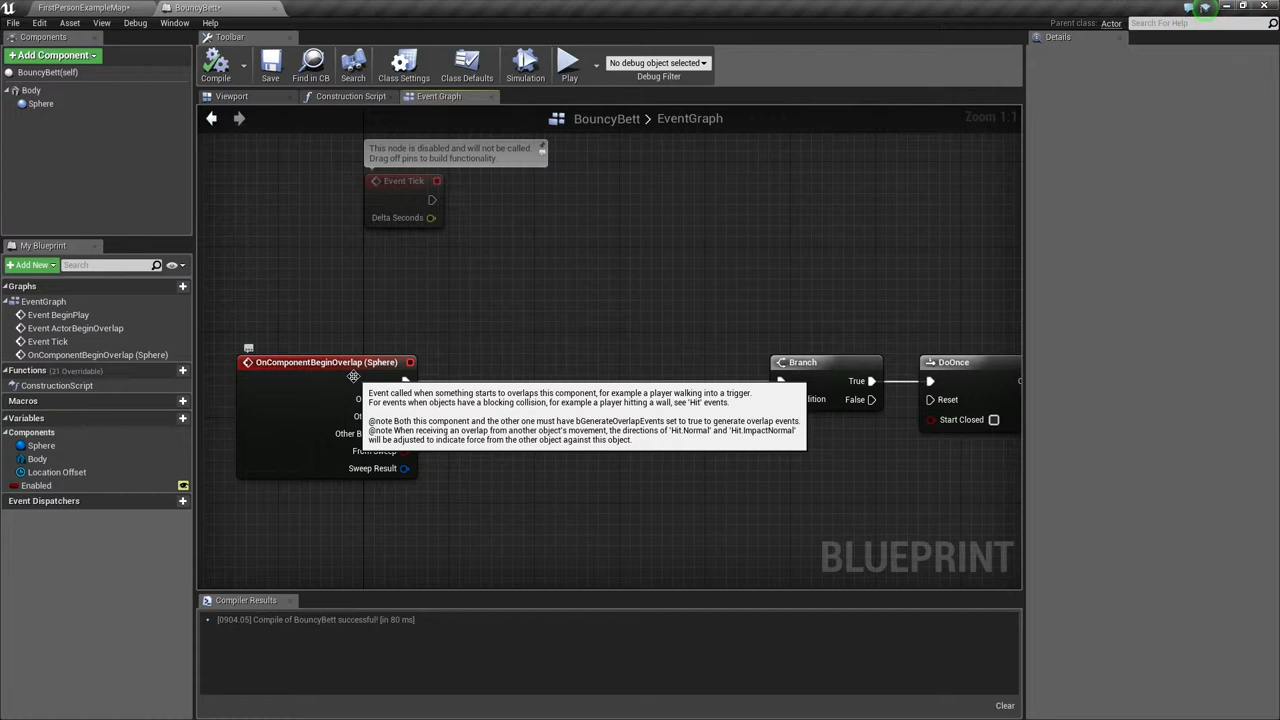 FirstPersonExampleMap*
BouncyBett*
File
Edit
Asset
View
Debug
Window
Help
Parent class: Actor
Search For Help
Components
Toolbar
Details
+ Add Component
BouncyBett(self)
Body
Sphere
Compile
Save
Find in CB
Search
Class Settings
Class Defaults
Simulation
Play
No debug object selected
Debug Filter
Viewport
Construction Script
Event Graph
BouncyBett > EventGraph
Zoom 1:1
This node is disabled and will not be called.
Drag off pins to build functionality.
Event Tick
Delta Seconds
My Blueprint
+ Add New
Search
Graphs
EventGraph
Event BeginPlay
Event ActorBeginOverlap
Event Tick
OnComponentBeginOverlap (Sphere)
Functions (21 Overridable)
ConstructionScript
Macros
Variables
Components
Sphere
Body
Location Offset
Enabled
Event Dispatchers
OnComponentBeginOverlap (Sphere)
Branch
True
False
DoOnce
Reset
Start Closed
Event called when something starts to overlaps this component, for example a player walking into a trigger.
For events when objects have a blocking collision, for example a player hitting a wall, see 'Hit' events.
@note Both this component and the other one must have bGenerateOverlapEvents set to true to generate overlap events.
@note When receiving an overlap from another object's movement, the directions of 'Hit.Normal' and 'Hit.ImpactNormal'
will be adjusted to indicate force from the other object against this object.
From Sweep
Sweep Result
BLUEPRINT
Compiler Results
[0904.05] Compile of BouncyBett successful! [in 80 ms]
Clear